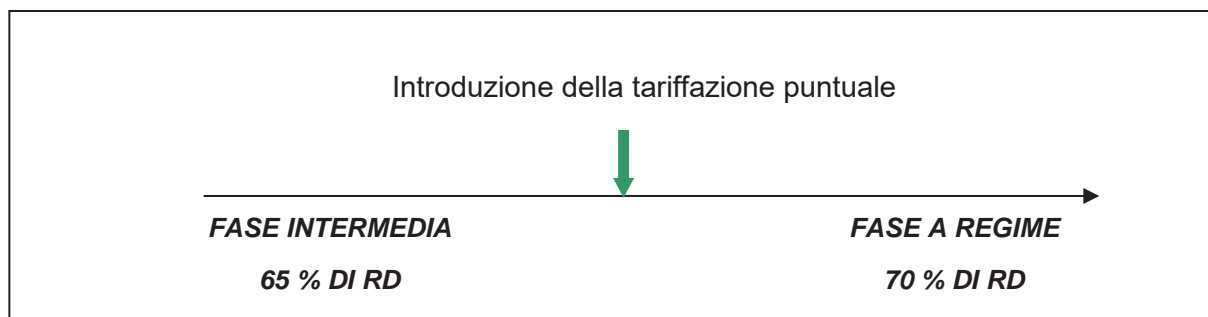 Introduzione della tariffazione puntuale
FASE INTERMEDIA
FASE A REGIME
65 % DI RD
70 % DI RD